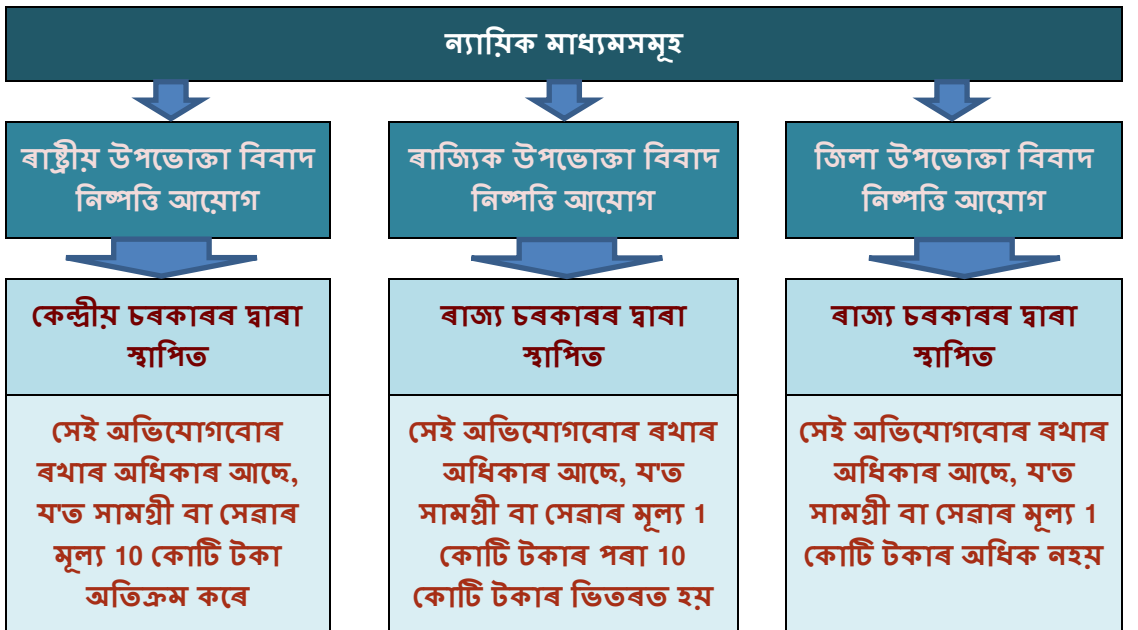 ন্যায়িক মাধ্যমসমূহ
ৰাষ্ট্ৰীয় উপভোক্তা বিবাদ
নিষ্পত্তি আয়োগ
কেন্দ্ৰীয় চৰকাৰৰ দ্বাৰা
স্থাপিত
সেই অভিযোগবোৰ
ৰখাৰ অধিকাৰ আছে,
য'ত সামগ্ৰী বা সেৱাৰ
মূল্য 10 কোটি টকা
অতিক্ৰম কৰে
ৰাজ্যিক উপভোক্তা বিবাদ
নিষ্পত্তি আয়োগ
ৰাজ্য চৰকাৰৰ দ্বাৰা
স্থাপিত
সেই অভিযোগবোৰ ৰখাৰ
অধিকাৰ আছে, য'ত
সামগ্ৰী বা সেৱাৰ মূল্য 1
কোটি টকাৰ পৰা 10
কোটি টকাৰ ভিতৰত হয়
জিলা উপভোক্তা বিবাদ
নিষ্পত্তি আয়োগ
ৰাজ্য চৰকাৰৰ দ্বাৰা
স্থাপিত
সেই অভিযোগবোৰ ৰখাৰ
অধিকাৰ আছে, য'ত
সামগ্ৰী বা সেৱাৰ মূল্য 1
কোটি টকাৰ অধিক নহয়